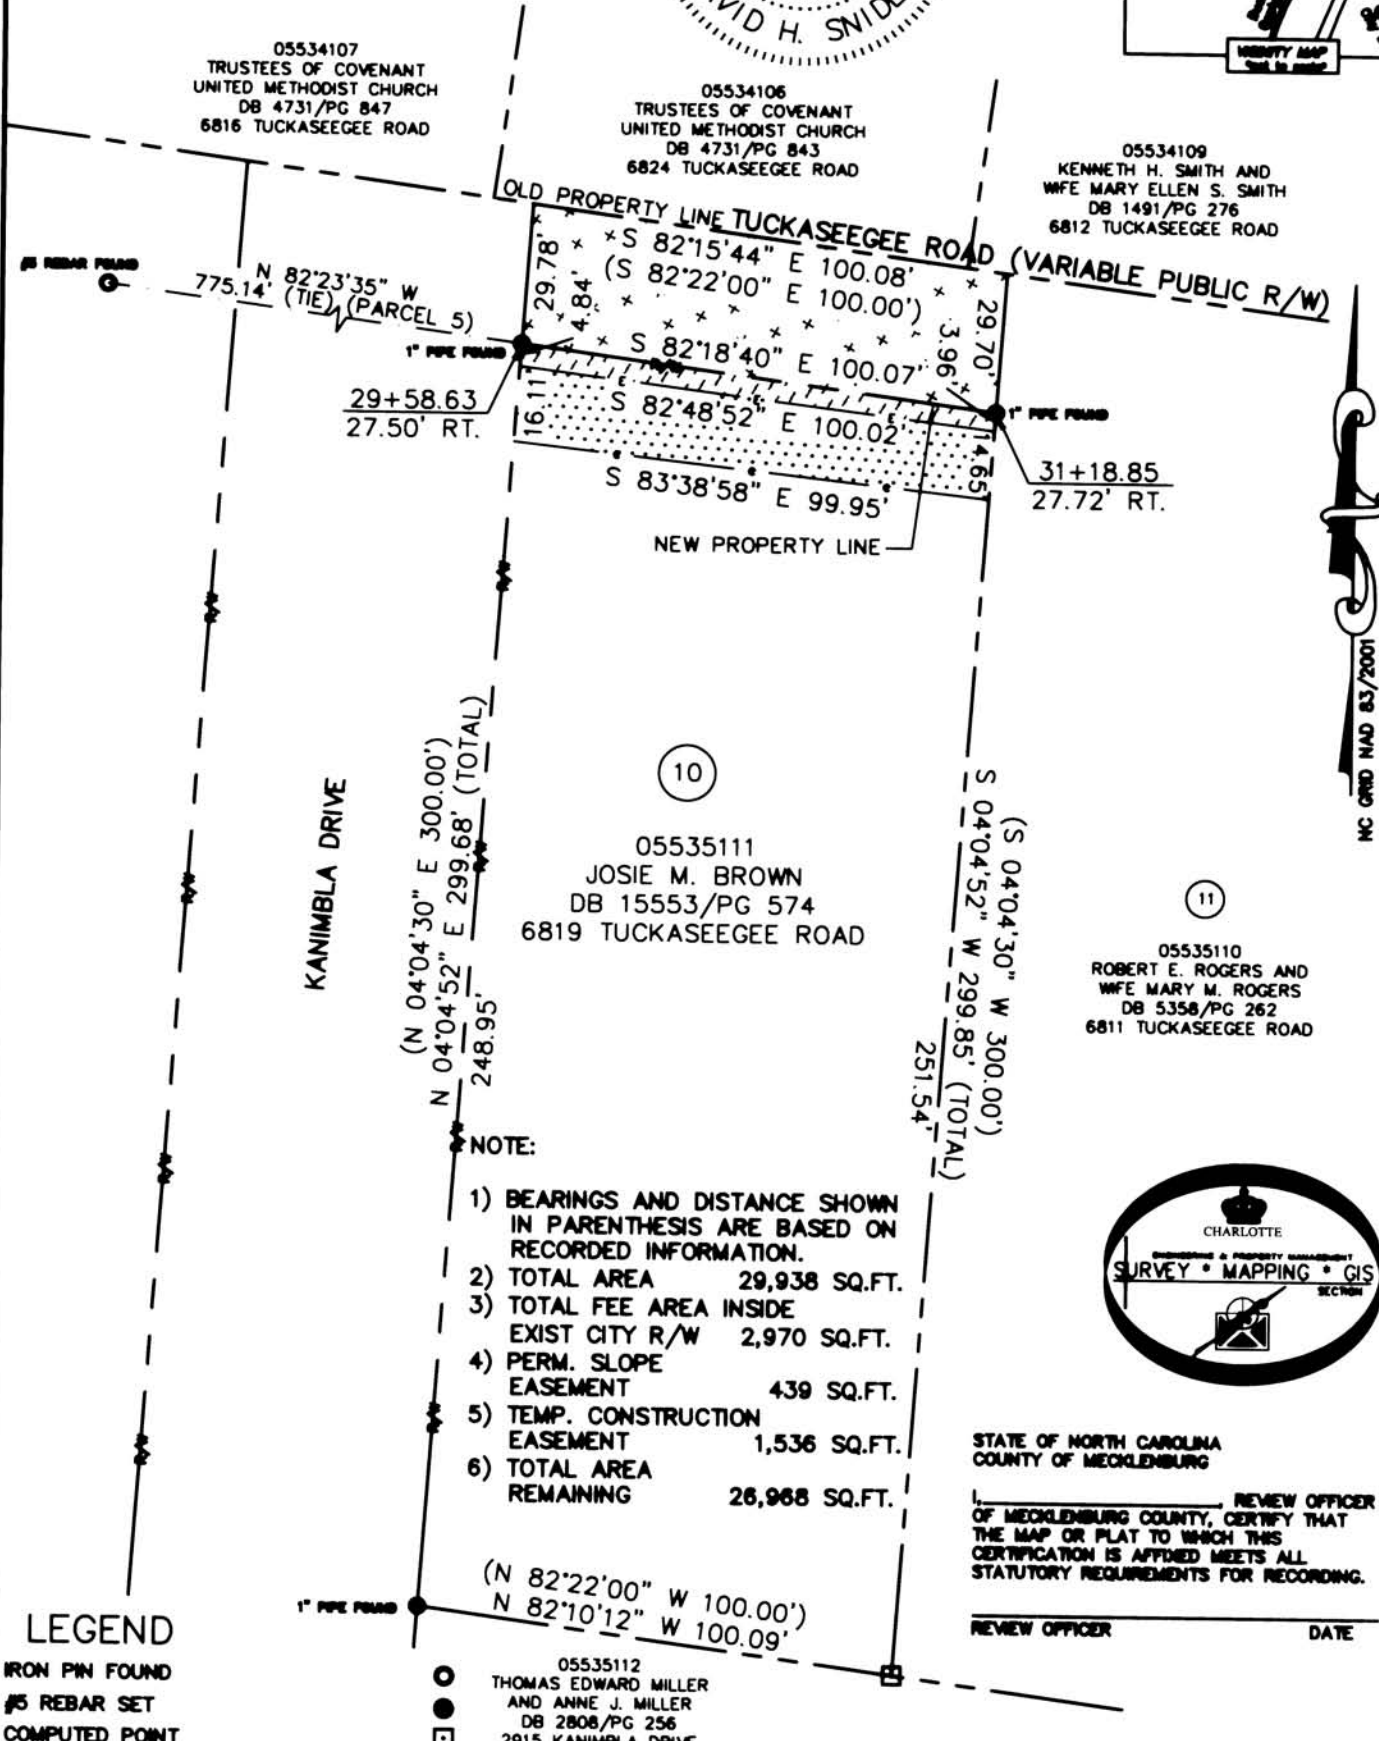 DAVID H. SNIDE
VICINITY MAP
05534107
TRUSTEES OF COVENANT
UNITED METHODIST CHURCH
DB 4731/PG 847
6816 TUCKASEEGEE ROAD
05534106
TRUSTEES OF COVENANT
UNITED METHODIST CHURCH
DB 4731/PG 843
6824 TUCKASEEGEE ROAD
05534109
KENNETH H. SMITH AND
WIFE MARY ELLEN S. SMITH
DB 1491/PG 276
6812 TUCKASEEGEE ROAD
OLD PROPERTY LINE
TUCKASEEGEE ROAD (VARIABLE PUBLIC R/W)
#5 REBAR FOUND
N 82°23'35" W
775.14' (TIE) (PARCEL 5)
29.78'
4.84'
S 82°15'44" E 100.08'
(S 82°22'00" E 100.00')
S 82°18'40" E 100.07'
R/W
3.96'
29.70'
1" PIPE FOUND
1" PIPE FOUND
29+58.63
27.50' RT.
16.11'
S 82°48'52" E 100.02'
14.65'
S 83°38'58" E 99.95'
31+18.85
27.72' RT.
NEW PROPERTY LINE
R/W
R/W
NC GRID NAD 83/2001
KANIMBLA DRIVE
(N 04°04'30" E 300.00')
N 04°04'52" E 299.68' (TOTAL)
248.95'
R/W
R/W
10
05535111
JOSIE M. BROWN
DB 15553/PG 574
6819 TUCKASEEGEE ROAD
(S 04°04'30" W 300.00')
S 04°04'52" W 299.85' (TOTAL)
251.54'
11
05535110
ROBERT E. ROGERS AND
WIFE MARY M. ROGERS
DB 5358/PG 262
6811 TUCKASEEGEE ROAD
R/W
R/W
R/W
R/W
NOTE:
1) BEARINGS AND DISTANCE SHOWN
IN PARENTHESIS ARE BASED ON
RECORDED INFORMATION.
2) TOTAL AREA 29,938 SQ.FT.
3) TOTAL FEE AREA INSIDE
EXIST CITY R/W 2,970 SQ.FT.
4) PERM. SLOPE
EASEMENT 439 SQ.FT.
5) TEMP. CONSTRUCTION
EASEMENT 1,536 SQ.FT.
6) TOTAL AREA
REMAINING 26,968 SQ.FT.
CHARLOTTE
ENGINEERING & PROPERTY MANAGEMENT
SURVEY * MAPPING * GIS
SECTION
STATE OF NORTH CAROLINA
COUNTY OF MECKLENBURG
I,____________________, REVIEW OFFICER
OF MECKLENBURG COUNTY, CERTIFY THAT
THE MAP OR PLAT TO WHICH THIS
CERTIFICATION IS AFFIXED MEETS ALL
STATUTORY REQUIREMENTS FOR RECORDING.
REVIEW OFFICER DATE
1" PIPE FOUND
(N 82°22'00" W 100.00')
N 82°10'12" W 100.09'
LEGEND
IRON PIN FOUND
#5 REBAR SET
COMPUTED POINT
05535112
THOMAS EDWARD MILLER
AND ANNE J. MILLER
DB 2808/PG 256
2915 KANIMBLA DRIVE